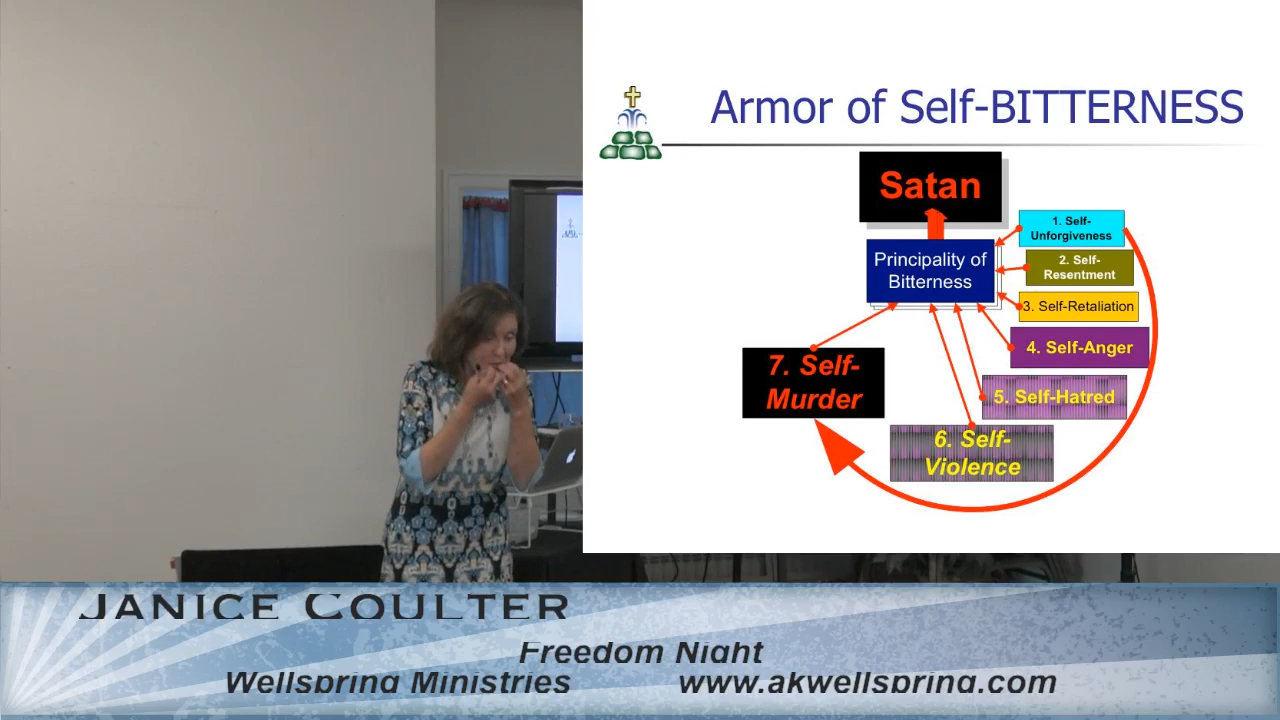 Armor of Self-BITTERNESS
Satan
Principality of
Bitterness
1. Self-
Unforgiveness
2. Self-
Resentment
3. Self-Retaliation
4. Self-Anger
5. Self-Hatred
6. Self-
Violence
7. Self-
Murder
JANICE COULTER
Freedom Night
Wellspring Ministries www.akwellspring.com